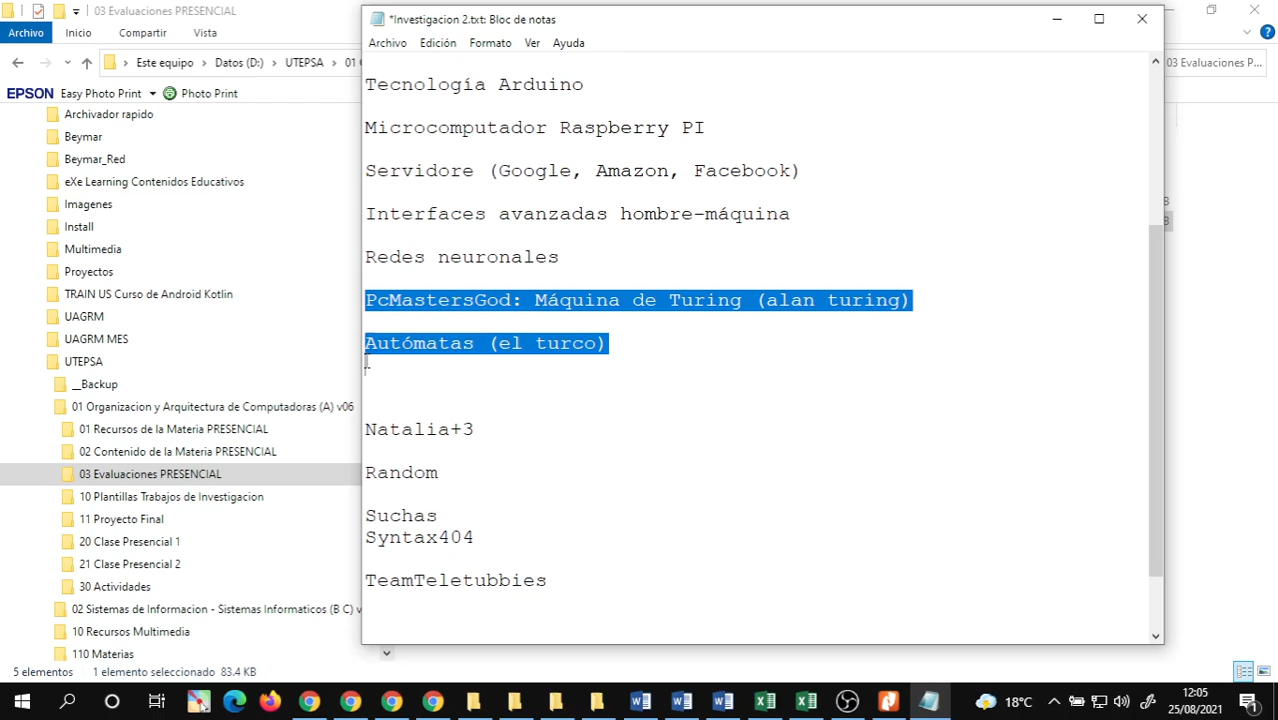 03 Evaluaciones PRESENCIAL
Archivo Inicio Compartir Vista
Este equipo Datos (D:) UTEPSA 01
03 Evaluaciones P...
EPSON Easy Photo Print Photo Print
Archivador rapido
Beymar
Beymar_Red
eXe Learning Contenidos Educativos
Imagenes
Install
Multimedia
Proyectos
TRAIN US Curso de Android Kotlin
UAGRM
UAGRM MES
UTEPSA
__Backup
01 Organizacion y Arquitectura de Computadoras (A) v06
01 Recursos de la Materia PRESENCIAL
02 Contenido de la Materia PRESENCIAL
03 Evaluaciones PRESENCIAL
10 Plantillas Trabajos de Investigacion
11 Proyecto Final
20 Clase Presencial 1
21 Clase Presencial 2
30 Actividades
02 Sistemas de Informacion - Sistemas Informaticos (B C) v
10 Recursos Multimedia
110 Materias
5 elementos 1 elemento seleccionado 83.4 KB
*Investigacion 2.txt: Bloc de notas
Archivo Edición Formato Ver Ayuda
Tecnología Arduino
Microcomputador Raspberry PI
Servidore (Google, Amazon, Facebook)
Interfaces avanzadas hombre-máquina
Redes neuronales
PcMastersGod: Máquina de Turing (alan turing)
Autómatas (el turco)
Natalia+3
Random
Suchas
Syntax404
TeamTeletubbies
B
B
18°C
12:05
25/08/2021
1